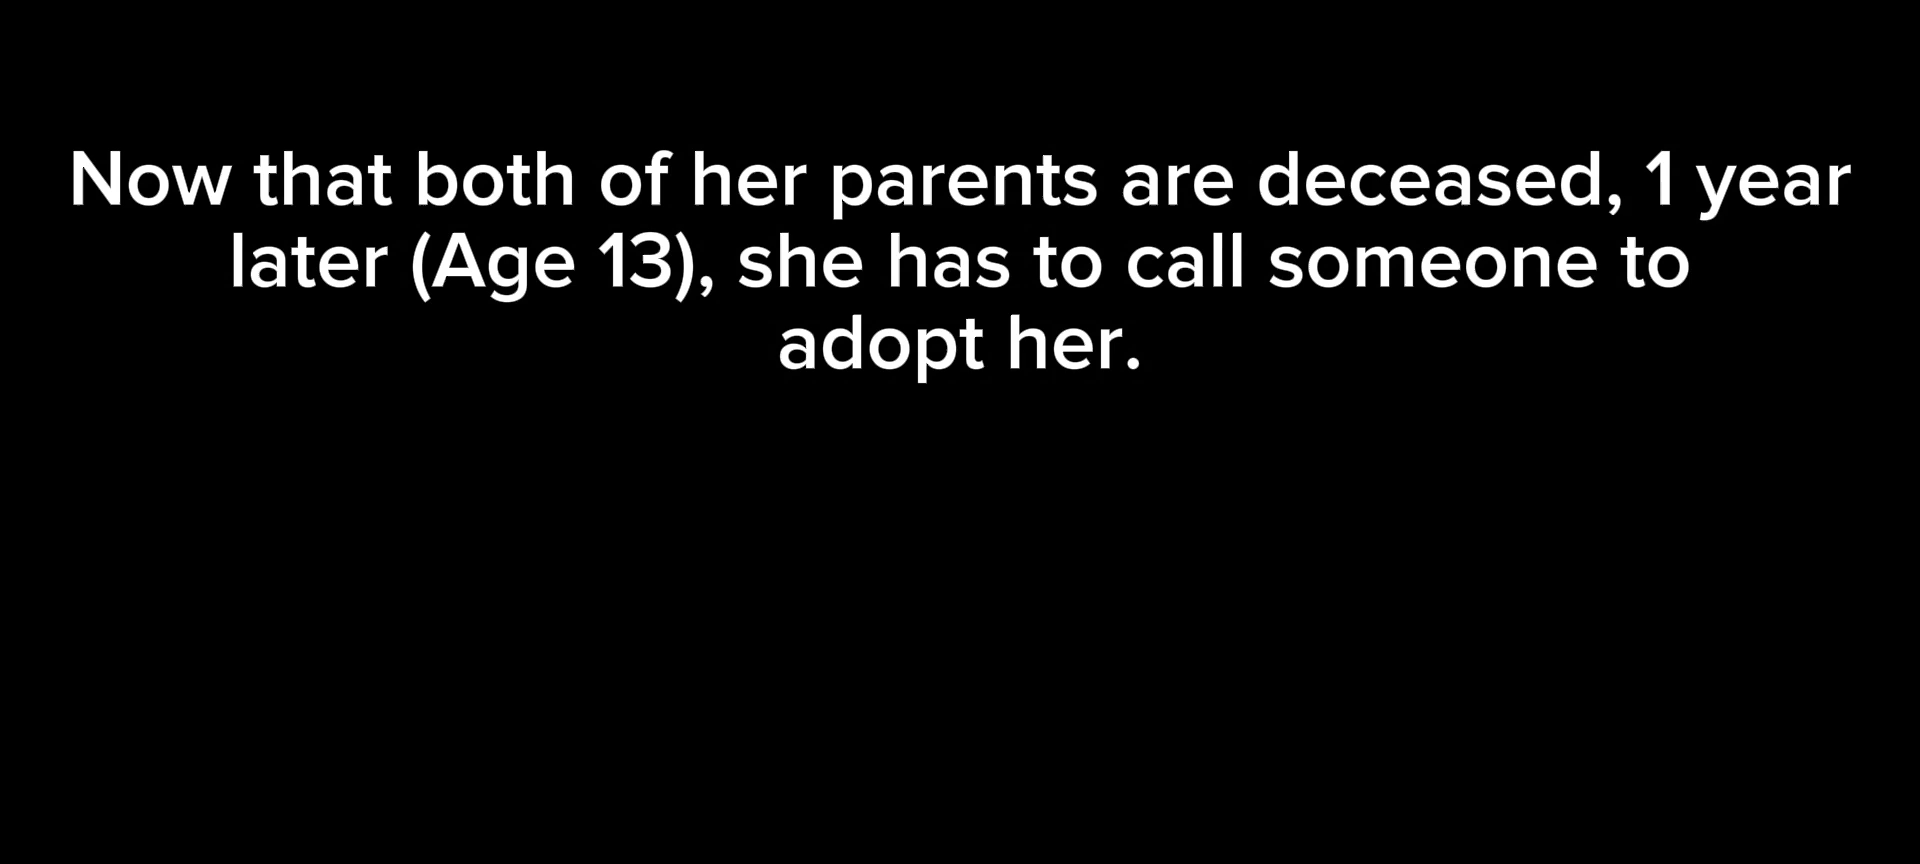 Now that both of her parents are deceased, 1 year
later (Age 13), she has to call someone to
adopt her.